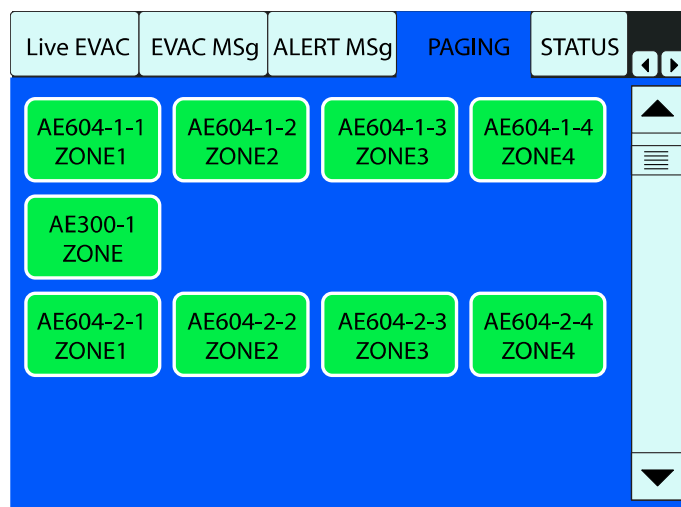 Live EVAC EVAC MSg ALERT MSg PAGING STATUS
AE604-1-1 AE604-1-2 AE604-1-3 AE604-1-4
ZONE1 ZONE2 ZONE3 ZONE4
AE300-1
ZONE
AE604-2-1 AE604-2-2 AE604-2-3 AE604-2-4
ZONE1 ZONE2 ZONE3 ZONE4